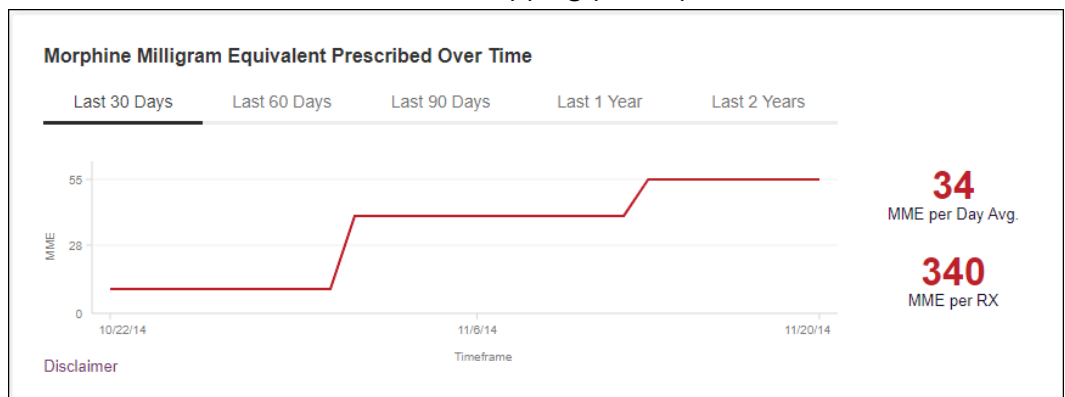 Morphine Milligram Equivalent Prescribed Over Time
Last 30 Days Last 60 Days Last 90 Days Last 1 Year Last 2 Years
55
28
0
MME
10/22/14 11/6/14 11/20/14
Timeframe
34
MME per Day Avg.
340
MME per RX
Disclaimer